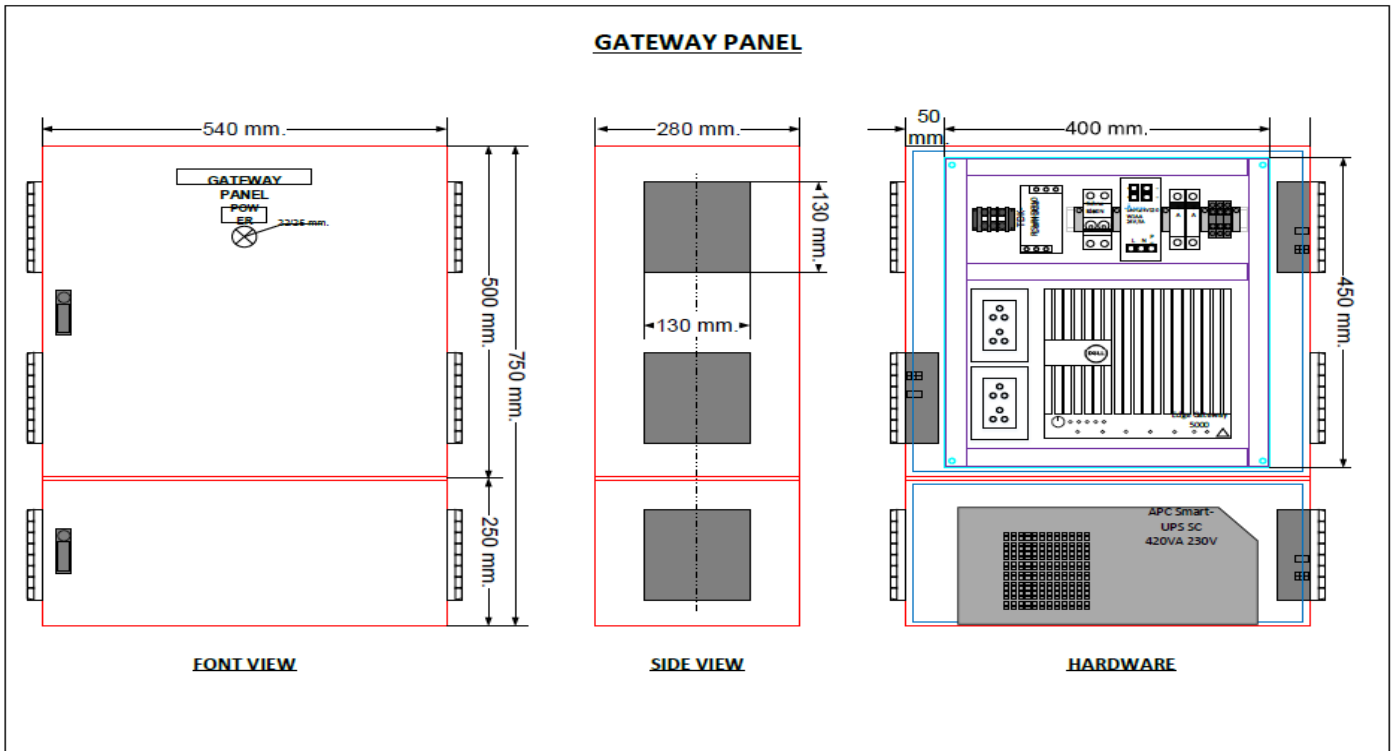 GATEWAY PANEL
540 mm.
GATEWAY
PANEL
POW
ER
22/25 mm.
500 mm.
750 mm.
250 mm.
FONT VIEW
280 mm.
130 mm.
130 mm.
SIDE VIEW
50
mm.
400 mm.
450 mm.
L N P
A A
DELL
Edge Gateway
5000
APC Smart-
UPS SC
420VA 230V
HARDWARE